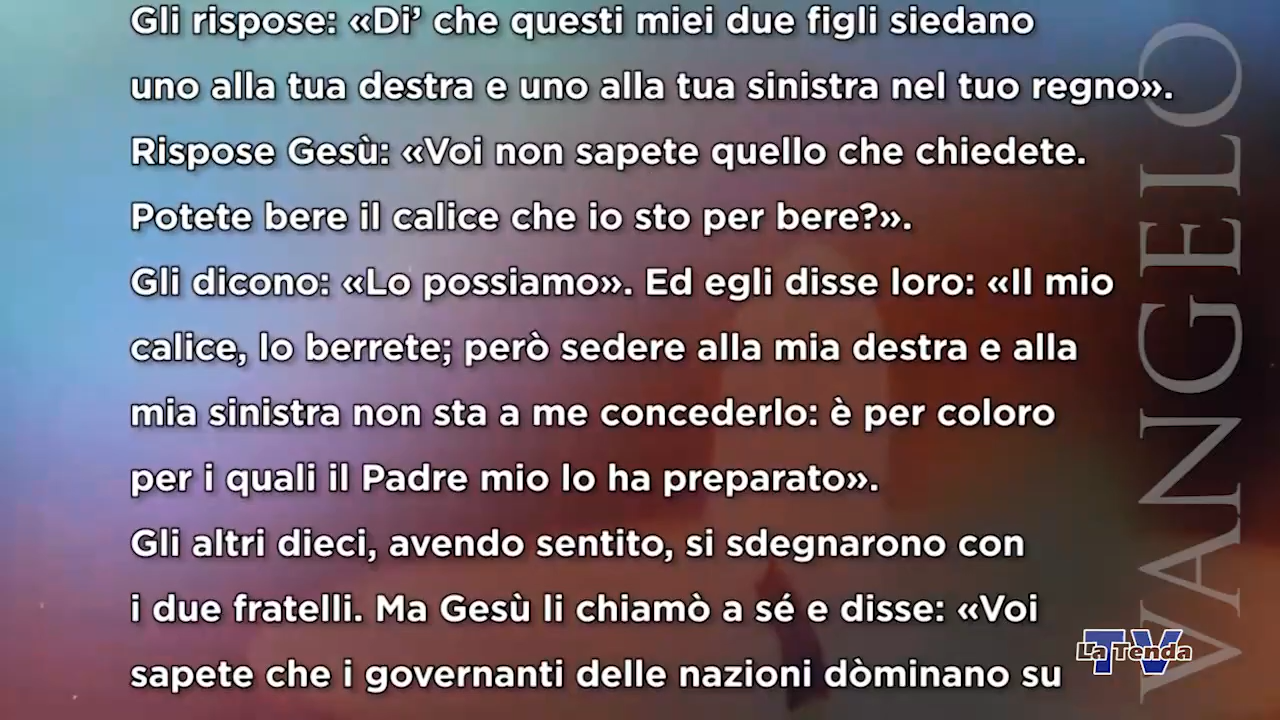 Gli rispose: «Di’ che questi miei due figli siedano
uno alla tua destra e uno alla tua sinistra nel tuo regno».
Rispose Gesù: «Voi non sapete quello che chiedete.
Potete bere il calice che io sto per bere?».
Gli dicono: «Lo possiamo». Ed egli disse loro: «Il mio
calice, lo berrete; però sedere alla mia destra e alla
mia sinistra non sta a me concederlo: è per coloro
per i quali il Padre mio lo ha preparato».
Gli altri dieci, avendo sentito, si sdegnarono con
i due fratelli. Ma Gesù li chiamò a sé e disse: «Voi
sapete che i governanti delle nazioni dòminano su
VANGELO
TV
La Tenda